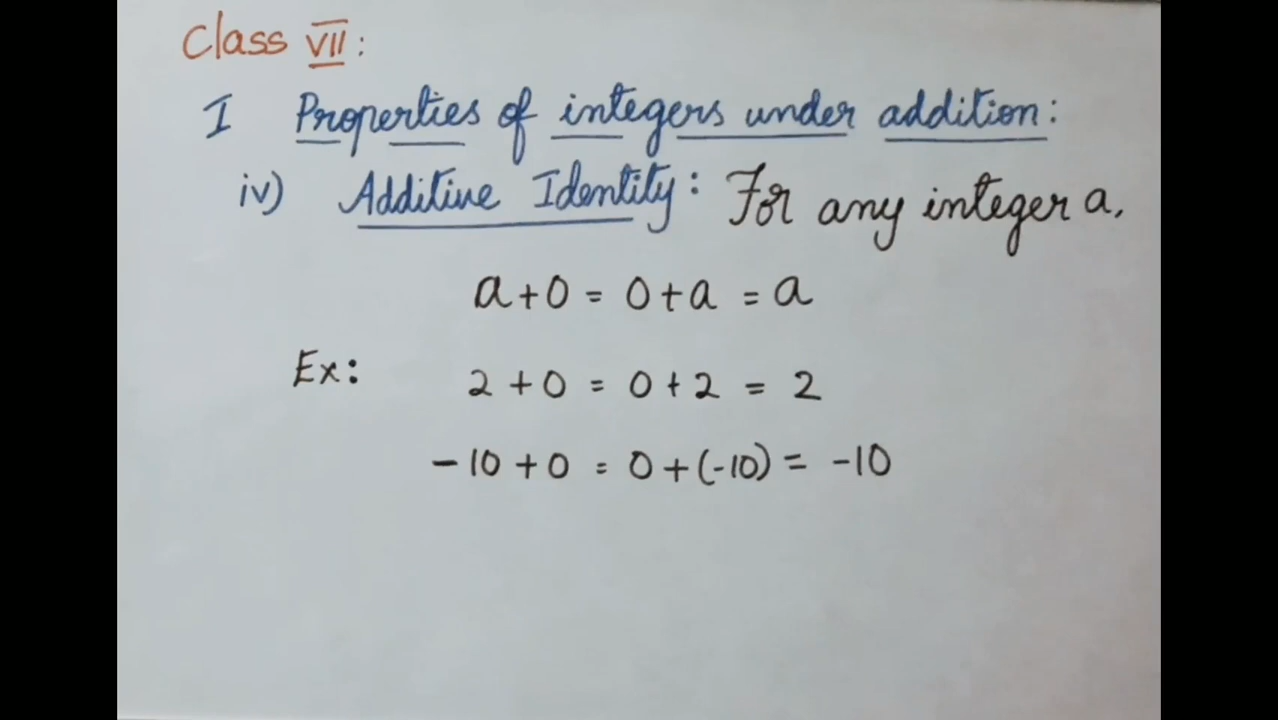 Class VII:
I Properties of integers under addition:
iv) Additive Identity: For any integer a,
a+0 = 0+a = a
Ex: 2+0 = 0+2 = 2
-10+0 = 0+(-10) = -10